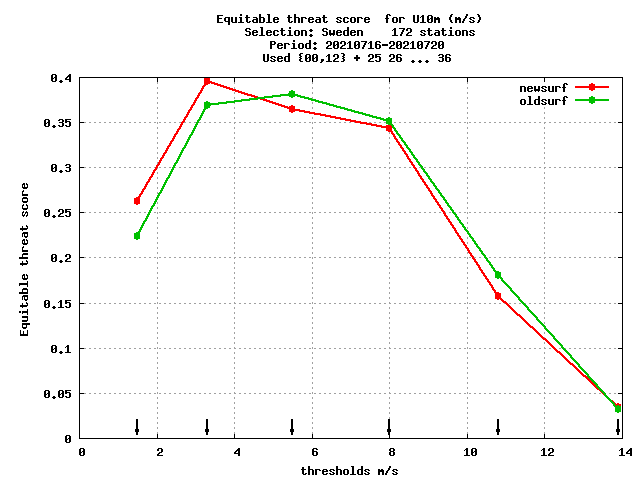 Equitable threat score  for U10m (m/s)
Selection: Sweden    172 stations
Period: 20210716-20210720
Used {00,12} + 25 26 ... 36
newsurf
oldsurf
Equitable threat score
0.4
0.35
0.3
0.25
0.2
0.15
0.1
0.05
0
0 2 4 6 8 10 12 14
thresholds m/s